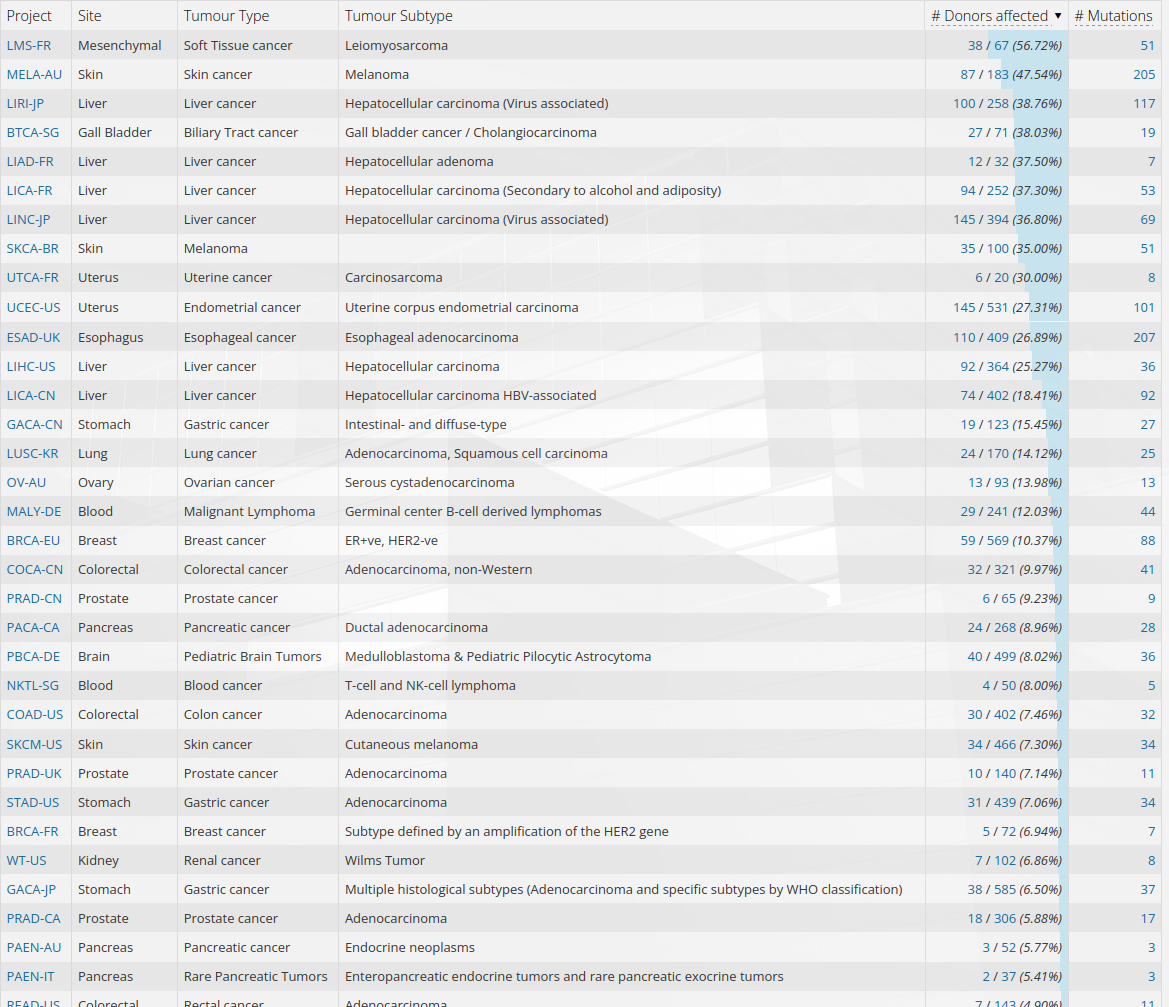 Project Site Tumour Type Tumour Subtype # Donors affected ▼ # Mutations
LMS-FR Mesenchymal Soft Tissue cancer Leiomyosarcoma 38 / 67 (56.72%) 51
MELA-AU Skin Skin cancer Melanoma 87 / 183 (47.54%) 205
LIRI-JP Liver Liver cancer Hepatocellular carcinoma (Virus associated) 100 / 258 (38.76%) 117
BTCA-SG Gall Bladder Biliary Tract cancer Gall bladder cancer / Cholangiocarcinoma 27 / 71 (38.03%) 19
LIAD-FR Liver Liver cancer Hepatocellular adenoma 12 / 32 (37.50%) 7
LICA-FR Liver Liver cancer Hepatocellular carcinoma (Secondary to alcohol and adiposity) 94 / 252 (37.30%) 53
LINC-JP Liver Liver cancer Hepatocellular carcinoma (Virus associated) 145 / 394 (36.80%) 69
SKCA-BR Skin Melanoma 35 / 100 (35.00%) 51
UTCA-FR Uterus Uterine cancer Carcinosarcoma 6 / 20 (30.00%) 8
UCEC-US Uterus Endometrial cancer Uterine corpus endometrial carcinoma 145 / 531 (27.31%) 101
ESAD-UK Esophagus Esophageal cancer Esophageal adenocarcinoma 110 / 409 (26.89%) 207
LIHC-US Liver Liver cancer Hepatocellular carcinoma 92 / 364 (25.27%) 36
LICA-CN Liver Liver cancer Hepatocellular carcinoma HBV-associated 74 / 402 (18.41%) 92
GACA-CN Stomach Gastric cancer Intestinal- and diffuse-type 19 / 123 (15.45%) 27
LUSC-KR Lung Lung cancer Adenocarcinoma, Squamous cell carcinoma 24 / 170 (14.12%) 25
OV-AU Ovary Ovarian cancer Serous cystadenocarcinoma 13 / 93 (13.98%) 13
MALY-DE Blood Malignant Lymphoma Germinal center B-cell derived lymphomas 29 / 241 (12.03%) 44
BRCA-EU Breast Breast cancer ER+ve, HER2-ve 59 / 569 (10.37%) 88
COCA-CN Colorectal Colorectal cancer Adenocarcinoma, non-Western 32 / 321 (9.97%) 41
PRAD-CN Prostate Prostate cancer 6 / 65 (9.23%) 9
PACA-CA Pancreas Pancreatic cancer Ductal adenocarcinoma 24 / 268 (8.96%) 28
PBCA-DE Brain Pediatric Brain Tumors Medulloblastoma & Pediatric Pilocytic Astrocytoma 40 / 499 (8.02%) 36
NKTL-SG Blood Blood cancer T-cell and NK-cell lymphoma 4 / 50 (8.00%) 5
COAD-US Colorectal Colon cancer Adenocarcinoma 30 / 402 (7.46%) 32
SKCM-US Skin Skin cancer Cutaneous melanoma 34 / 466 (7.30%) 34
PRAD-UK Prostate Prostate cancer Adenocarcinoma 10 / 140 (7.14%) 11
STAD-US Stomach Gastric cancer Adenocarcinoma 31 / 439 (7.06%) 34
BRCA-FR Breast Breast cancer Subtype defined by an amplification of the HER2 gene 5 / 72 (6.94%) 7
WT-US Kidney Renal cancer Wilms Tumor 7 / 102 (6.86%) 8
GACA-JP Stomach Gastric cancer Multiple histological subtypes (Adenocarcinoma and specific subtypes by WHO classification) 38 / 585 (6.50%) 37
PRAD-CA Prostate Prostate cancer Adenocarcinoma 18 / 306 (5.88%) 17
PAEN-AU Pancreas Pancreatic cancer Endocrine neoplasms 3 / 52 (5.77%) 3
PAEN-IT Pancreas Rare Pancreatic Tumors Enteropancreatic endocrine tumors and rare pancreatic exocrine tumors 2 / 37 (5.41%) 3
READ-US Colorectal Rectal cancer Adenocarcinoma 7 / 143 (4.90%) 11